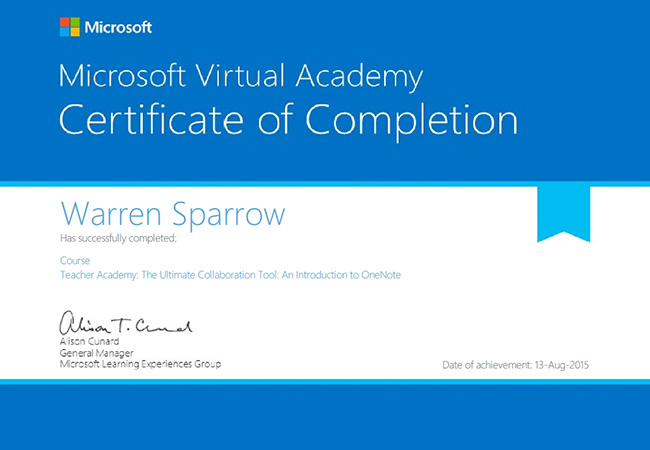 Microsoft
Microsoft Virtual Academy
Certificate of Completion
Warren Sparrow
Has successfully completed:
Course
Teacher Academy: The Ultimate Collaboration Tool: An Introduction to OneNote
Alison T. Cunard
Alison Cunard
General Manager
Microsoft Learning Experiences Group
Date of achievement: 13-Aug-2015